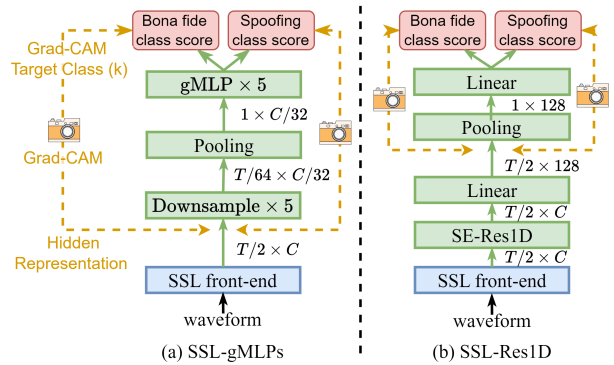 Grad-CAM
Target Class (k)
Bona fide
class score
Spoofing
class score
gMLP × 5
1 × C/32
Pooling
Grad-CAM
T/64 × C/32
Downsample × 5
Hidden
Representation
T/2 × C
SSL front-end
waveform
(a) SSL-gMLPs
Bona fide
class score
Spoofing
class score
Linear
1 × 128
Pooling
T/2 × 128
Linear
T/2 × C
SE-Res1D
T/2 × C
SSL front-end
waveform
(b) SSL-Res1D